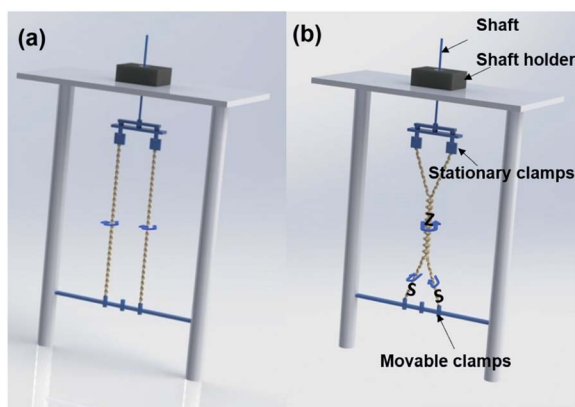 (a)
(b)
Shaft
Shaft holder
Stationary clamps
Z
S
S
Movable clamps